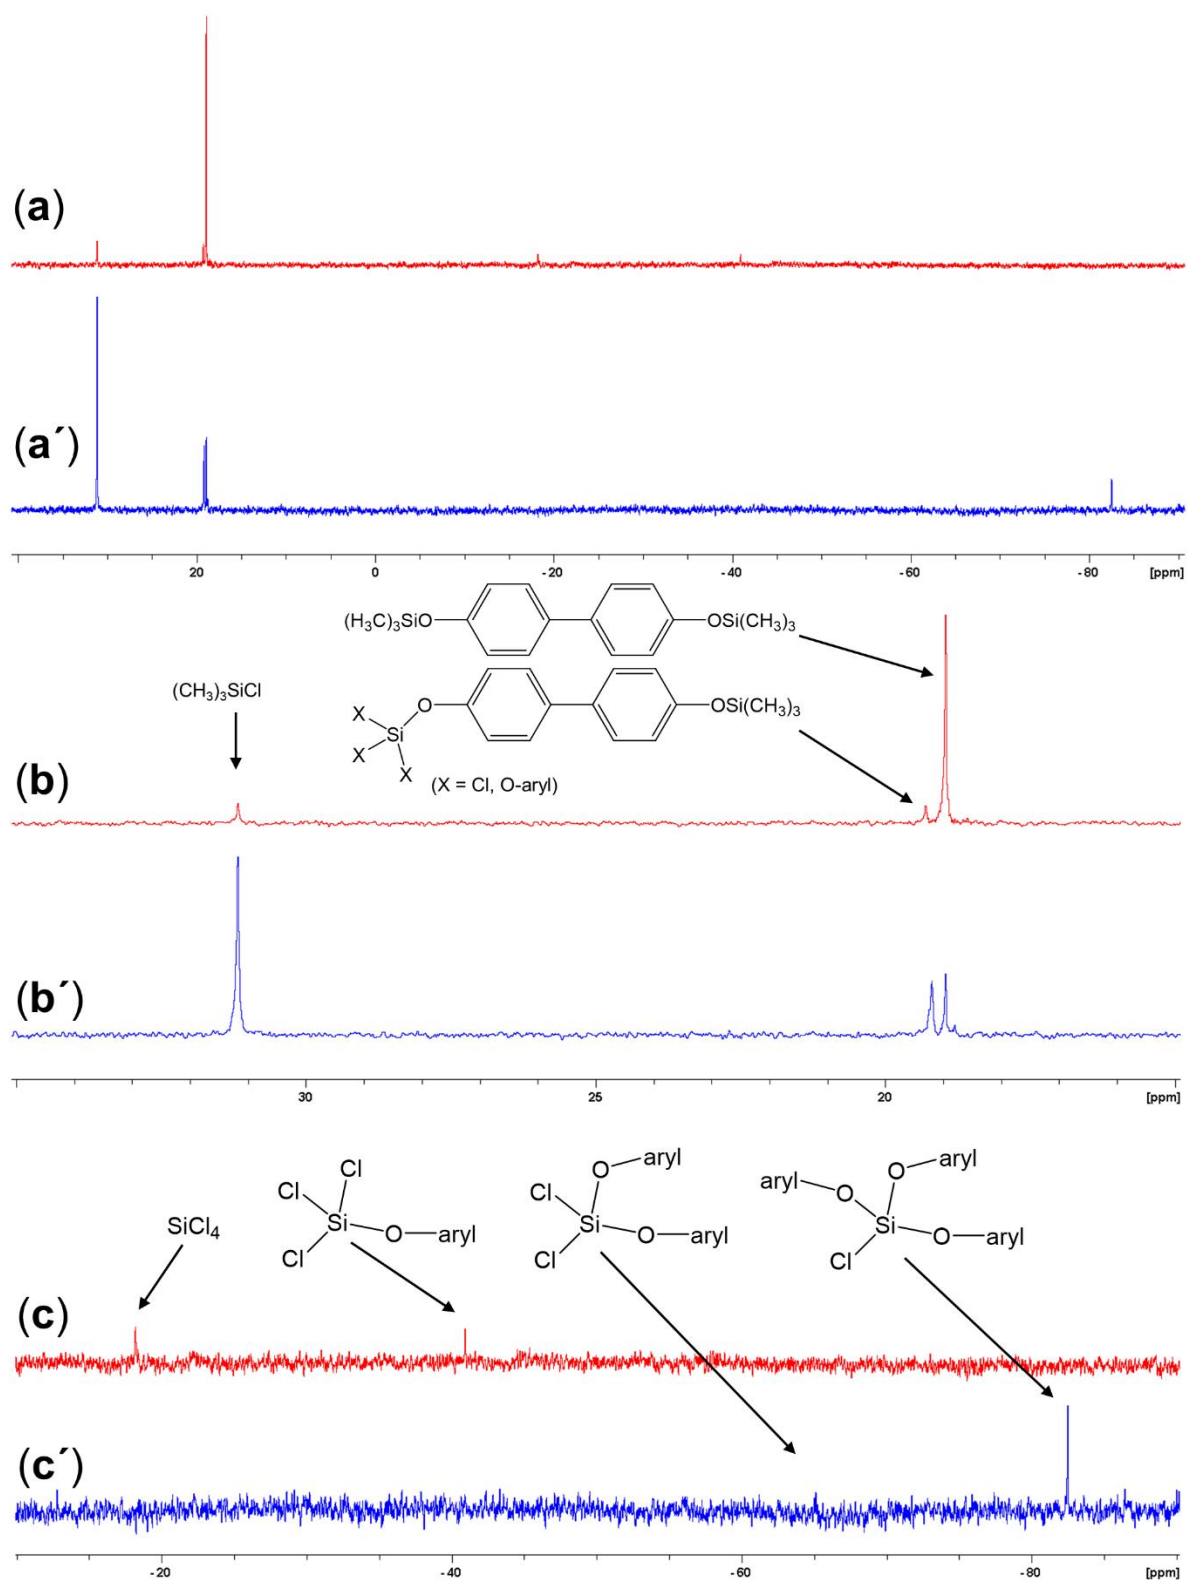 (a)
(a´)
20 0 -20 -40 -60 -80 [ppm]
(H3C)3SiO OSi(CH3)3
(CH3)3SiCl
O OSi(CH3)3
X
Si
X
X
(X = Cl, O-aryl)
(b)
(b´)
30 25 20 [ppm]
SiCl4
Cl Cl
Si O aryl
Cl
O aryl
Cl
Si O aryl
Cl
aryl O O aryl
Si O aryl
Cl
(c)
(c´)
-20 -40 -60 -80 [ppm]